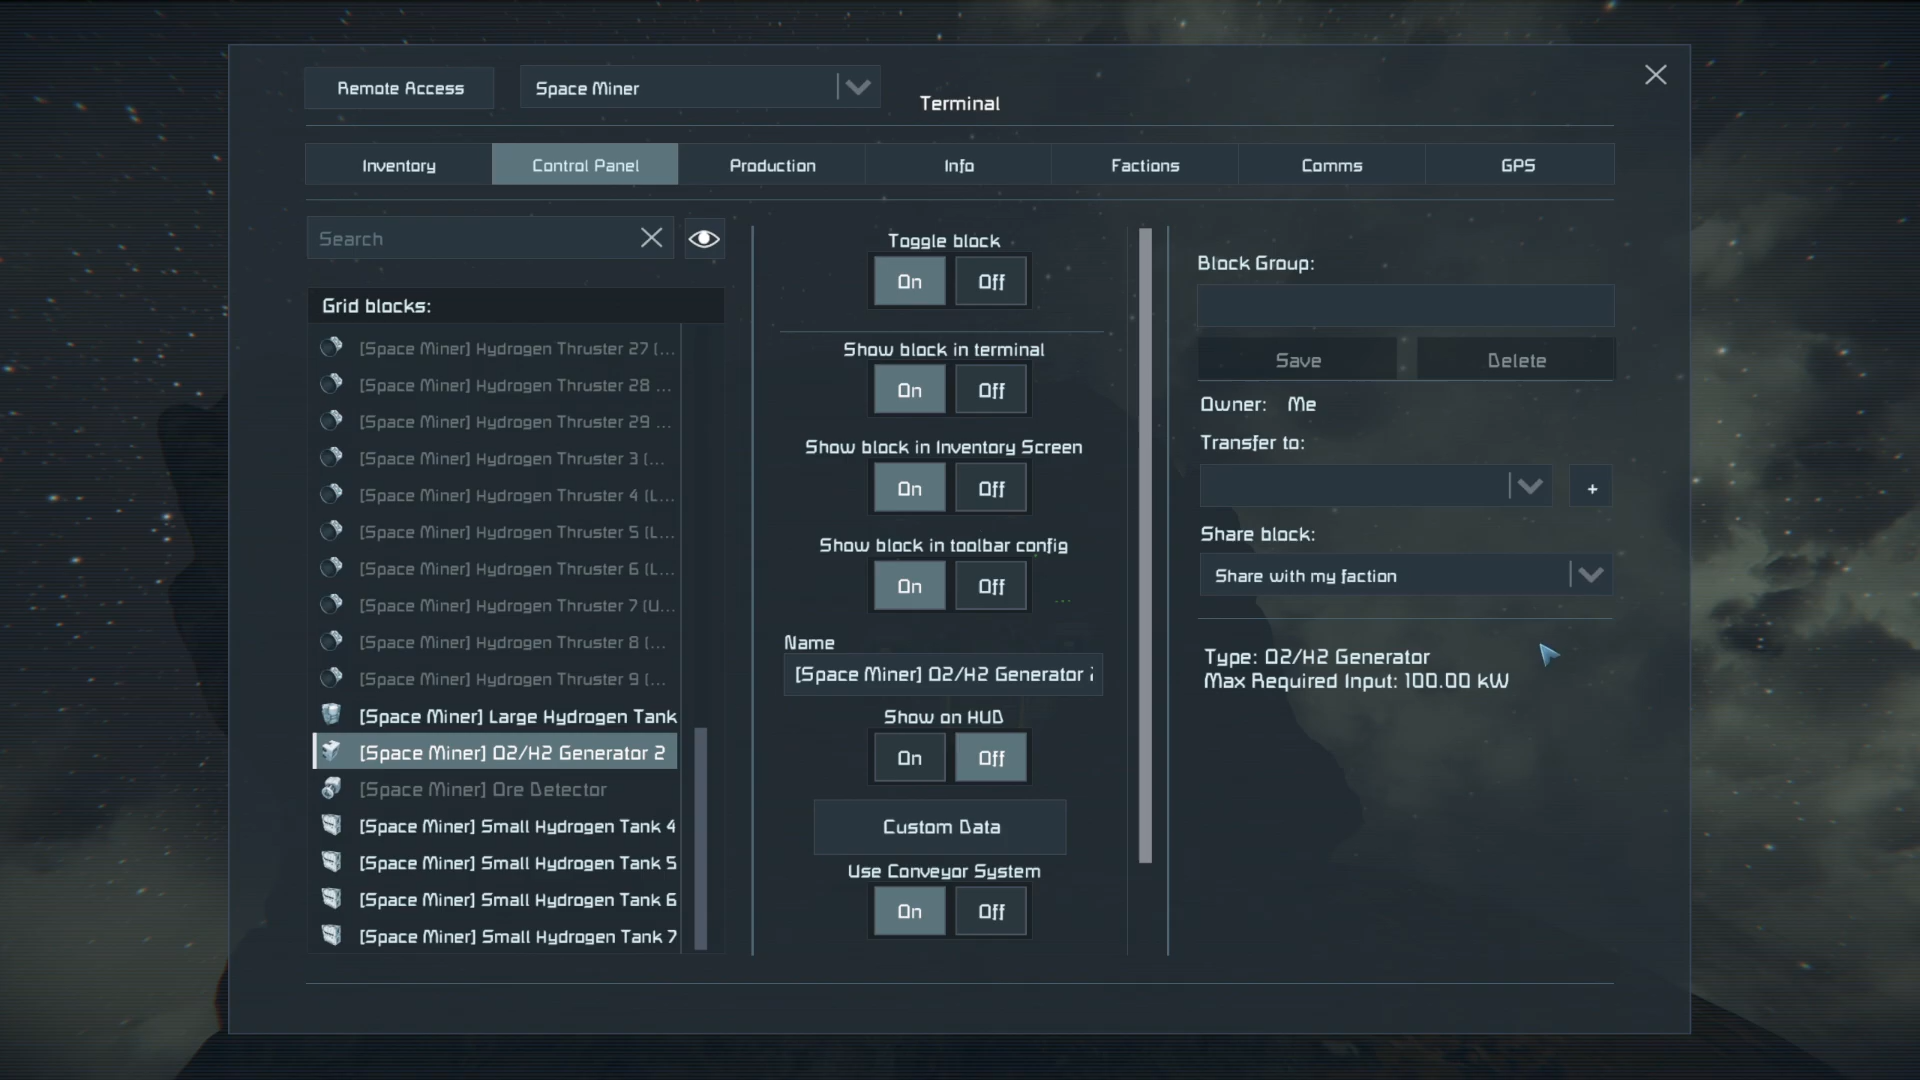 Remote Access
Space Miner
Terminal
Inventory
Control Panel
Production
Info
Factions
Comms
GPS
Search
Grid blocks:
[Space Miner] Hydrogen Thruster 27 (...
[Space Miner] Hydrogen Thruster 28 ...
[Space Miner] Hydrogen Thruster 29 ...
[Space Miner] Hydrogen Thruster 3 (...
[Space Miner] Hydrogen Thruster 4 (L...
[Space Miner] Hydrogen Thruster 5 (L...
[Space Miner] Hydrogen Thruster 6 (L...
[Space Miner] Hydrogen Thruster 7 (U...
[Space Miner] Hydrogen Thruster 8 (...
[Space Miner] Hydrogen Thruster 9 (...
[Space Miner] Large Hydrogen Tank
[Space Miner] O2/H2 Generator 2
[Space Miner] Ore Detector
[Space Miner] Small Hydrogen Tank 4
[Space Miner] Small Hydrogen Tank 5
[Space Miner] Small Hydrogen Tank 6
[Space Miner] Small Hydrogen Tank 7
Toggle block
On Off
Show block in terminal
On Off
Show block in Inventory Screen
On Off
Show block in toolbar config
On Off
Name
[Space Miner] O2/H2 Generator
Show on HUD
On Off
Custom Data
Use Conveyor System
On Off
Block Group:
Save Delete
Owner: Me
Transfer to:
+
Share block:
Share with my faction
Type: O2/H2 Generator
Max Required Input: 100.00 kW